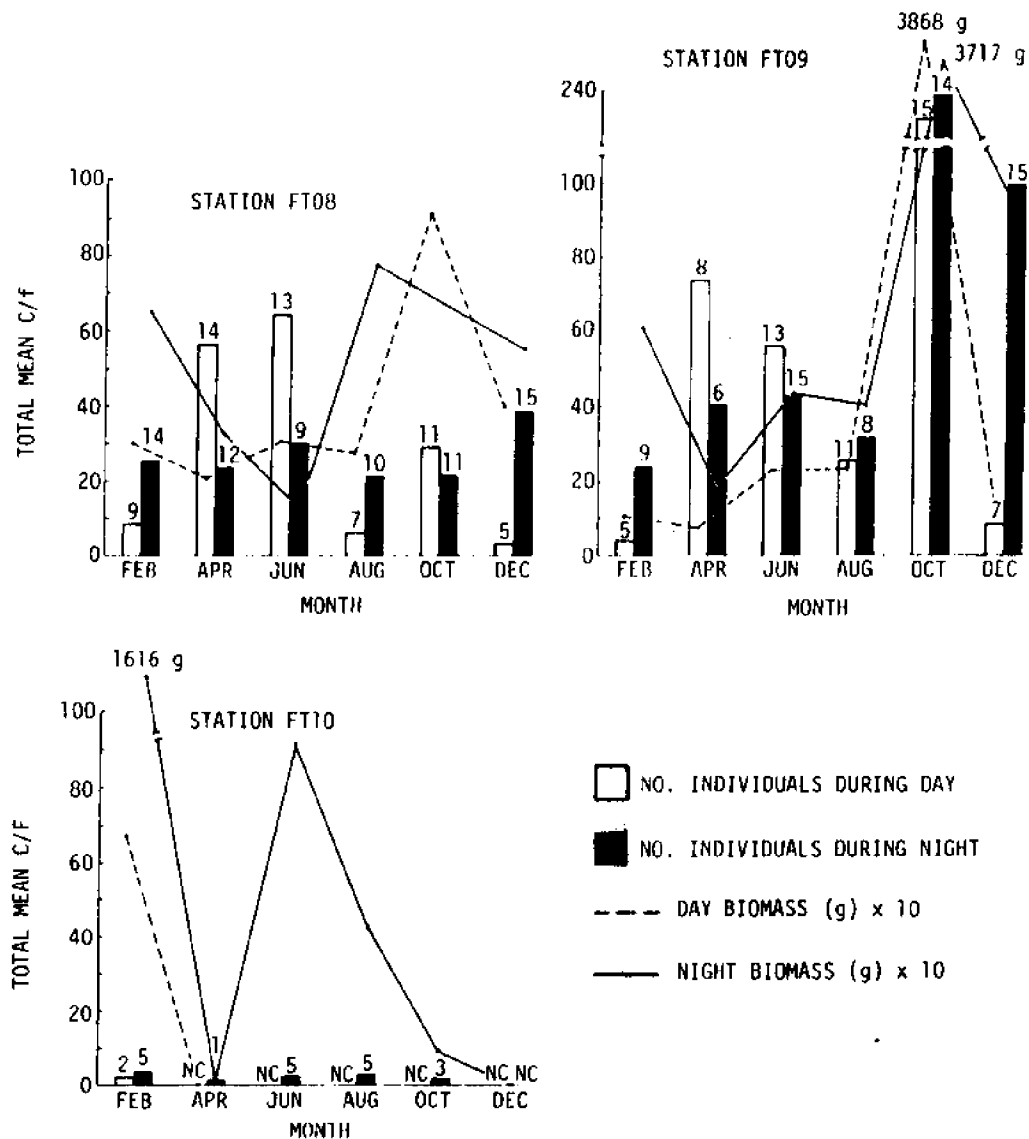 STATION FT08
TOTAL MEAN C/f
100
80
60
40
20
0
9
14
14
12
13
9
7
10
11
11
5
15
FEB APR JUN AUG OCT DEC
MONTH
STATION FT09
3868 g
3717 g
240
100
80
60
40
20
0
5
9
8
6
13
15
11
8
15
14
7
15
FEB APR JUN AUG OCT DEC
MONTH
1616 g
STATION FT10
TOTAL MEAN C/F
100
80
60
40
20
0
2 5
NC 1
NC 5
NC 5
NC 3
NC NC
FEB APR JUN AUG OCT DEC
MONTH
NO. INDIVIDUALS DURING DAY
NO. INDIVIDUALS DURING NIGHT
DAY BIOMASS (g) x 10
NIGHT BIOMASS (g) x 10